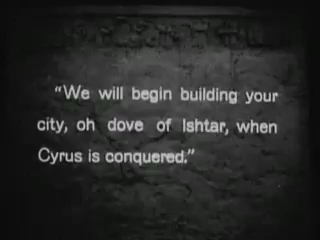 "We will begin building your
city, oh dove of Ishtar, when
Cyrus is conquered."